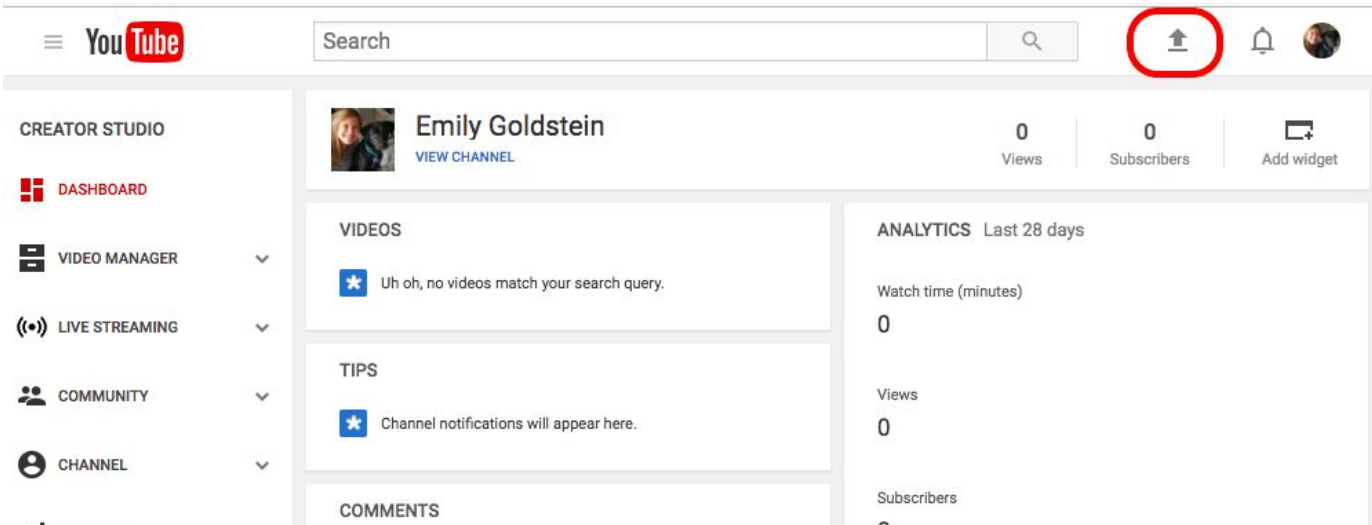 YouTube
Search
CREATOR STUDIO
DASHBOARD
VIDEO MANAGER
LIVE STREAMING
COMMUNITY
CHANNEL
Emily Goldstein
VIEW CHANNEL
0
Views
0
Subscribers
Add widget
VIDEOS
Uh oh, no videos match your search query.
TIPS
Channel notifications will appear here.
COMMENTS
ANALYTICS Last 28 days
Watch time (minutes)
0
Views
0
Subscribers